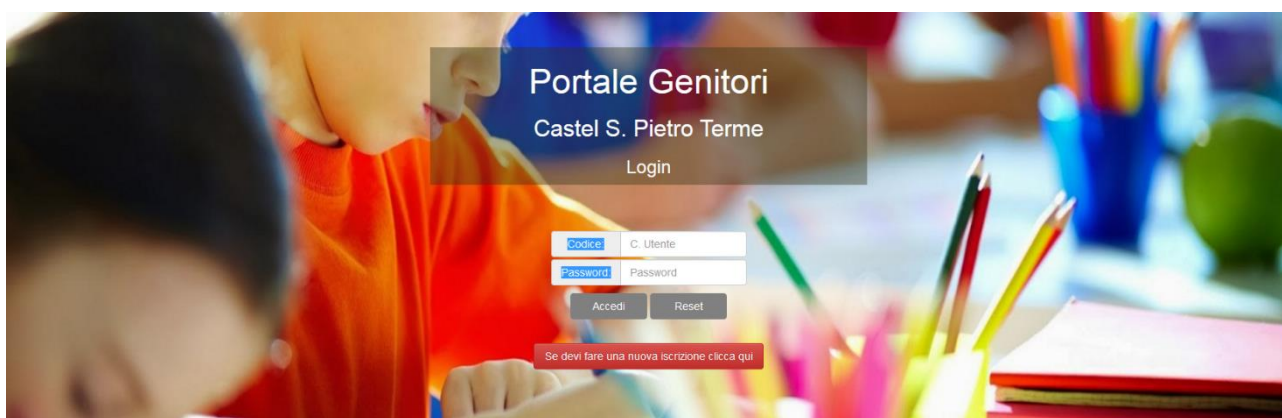 Portale Genitori
Castel S. Pietro Terme
Login
Codice: C. Utente
Password: Password
Accedi Reset
Se devi fare una nuova iscrizione clicca qui